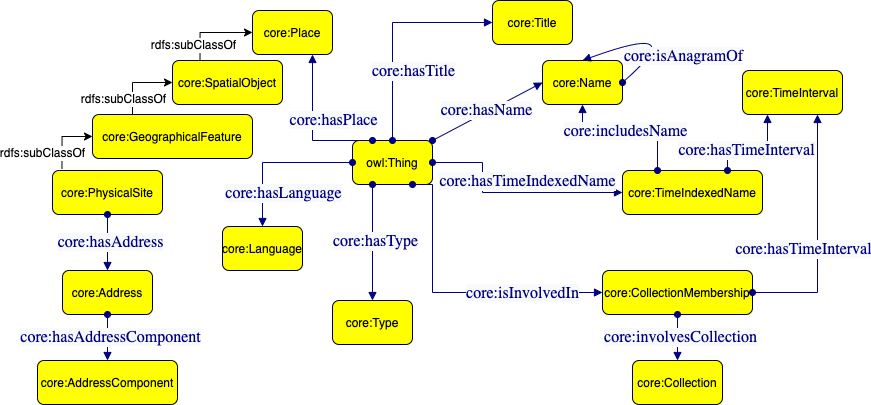 core:Place
core:Title
rdfs:subClassOf
core:isAnagramOf
core:hasTitle
core:SpatialObject
core:Name
core:TimeInterval
rdfs:subClassOf
core:hasName
core:hasPlace
core:GeographicalFeature
core:includesName
rdfs:subClassOf
core:hasTimeInterval
owl:Thing
core:hasTimeIndexedName
core:PhysicalSite
core:hasLanguage
core:TimeIndexedName
core:hasAddress
core:hasType
core:Language
core:hasTimeInterval
core:Address
core:isInvolvedIn
core:CollectionMembership
core:Type
core:hasAddressComponent
core:involvesCollection
core:AddressComponent
core:Collection